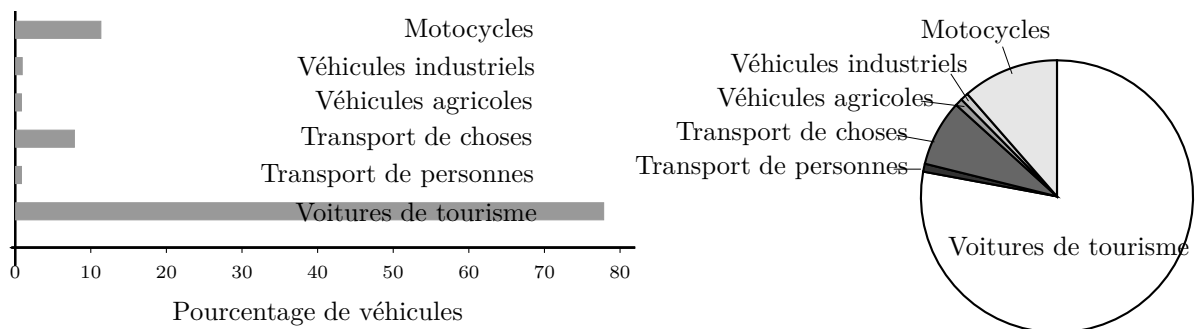 Motocycles
Véhicules industriels
Véhicules agricoles
Transport de choses
Transport de personnes
Voitures de tourisme
0 10 20 30 40 50 60 70 80
Pourcentage de véhicules
Motocycles
Véhicules industriels
Véhicules agricoles
Transport de choses
Transport de personnes
Voitures de tourisme